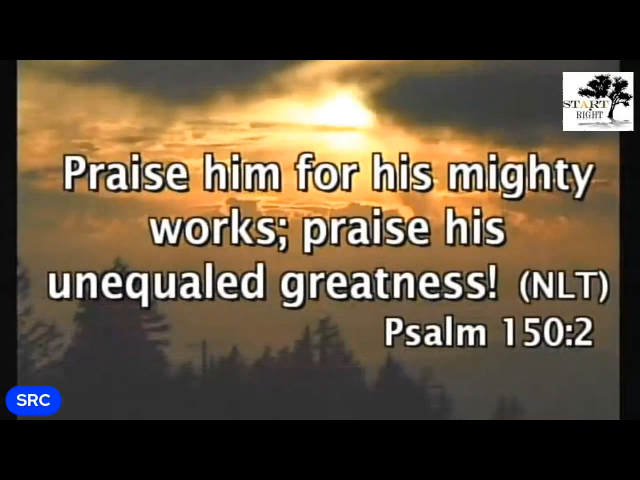 START
RIGHT
Praise him for his mighty
works; praise his
unequaled greatness! (NLT)
Psalm 150:2
SRC